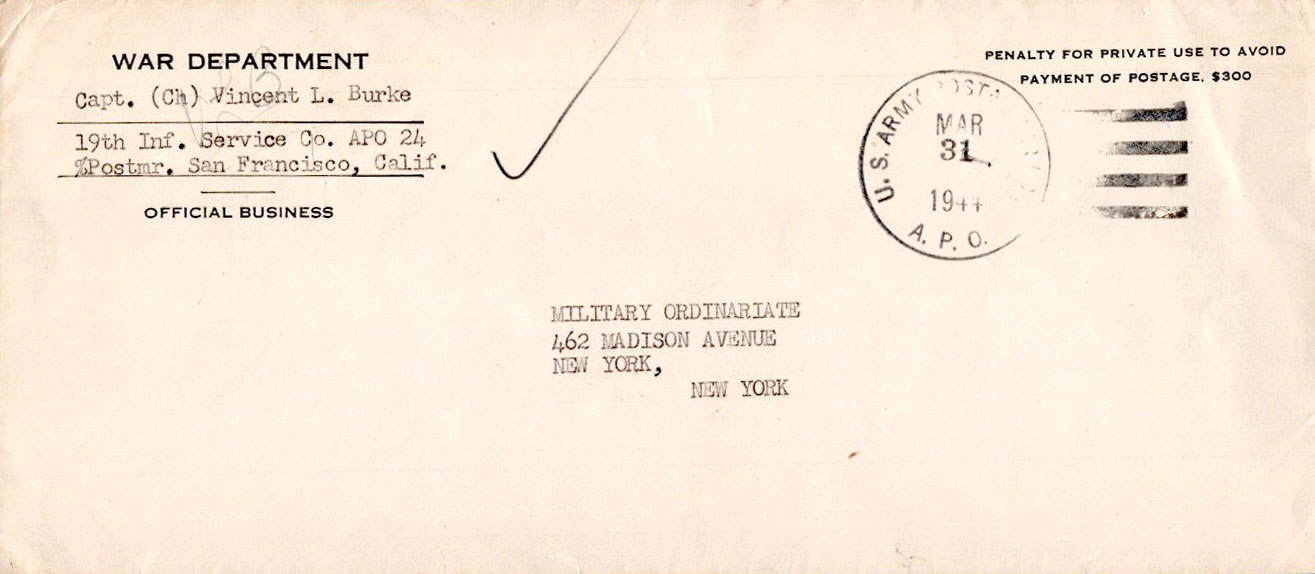 WAR DEPARTMENT
Capt. (Ch) Vincent L. Burke
19th Inf. Service Co. APO 24
%Postmr. San Francisco, Calif.
OFFICIAL BUSINESS
PENALTY FOR PRIVATE USE TO AVOID
PAYMENT OF POSTAGE, $300
U. S. ARMY
MAR
31
1944
A. P. O.
MILITARY ORDINARIATE
462 MADISON AVENUE
NEW YORK,
NEW YORK